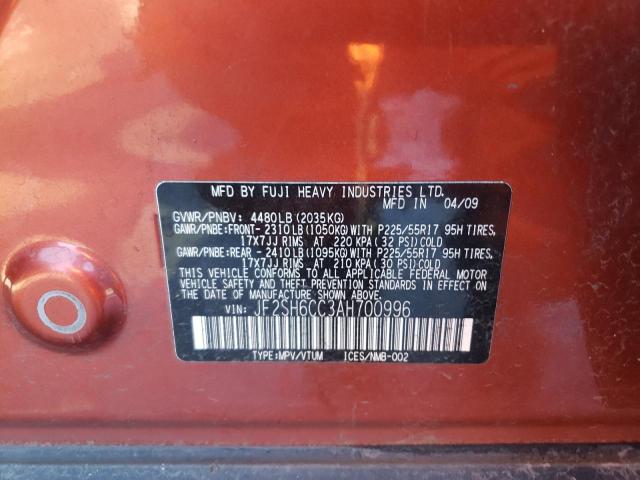 MFD BY FUJI HEAVY INDUSTRIES LTD.
MFD IN 04/09
GVWR/PNBV: 4480LB(2035KG)
GAWR/PNBE:FRONT- 2310LB(1050KG)WITH P225/55R17 95H TIRES,
17X7JJ RIMS AT 220 KPA(32 PSI)COLD
GAWR/PNBE:REAR - 2410LB(1095KG)WITH P225/55R17 95H TIRES,
17X7JJ RIMS AT 210 KPA(30 PSI)COLD
THIS VEHICLE CONFORMS TO ALL APPLICABLE FEDERAL MOTOR
VEHICLE SAFETY STANDARDS IN EFFECT ON
THE DATE OF MANUFACTURE SHOWN ABOVE.
VIN: JF2SH6CC3AH700996
TYPE:MPV/VTUM ICES/NMB-002